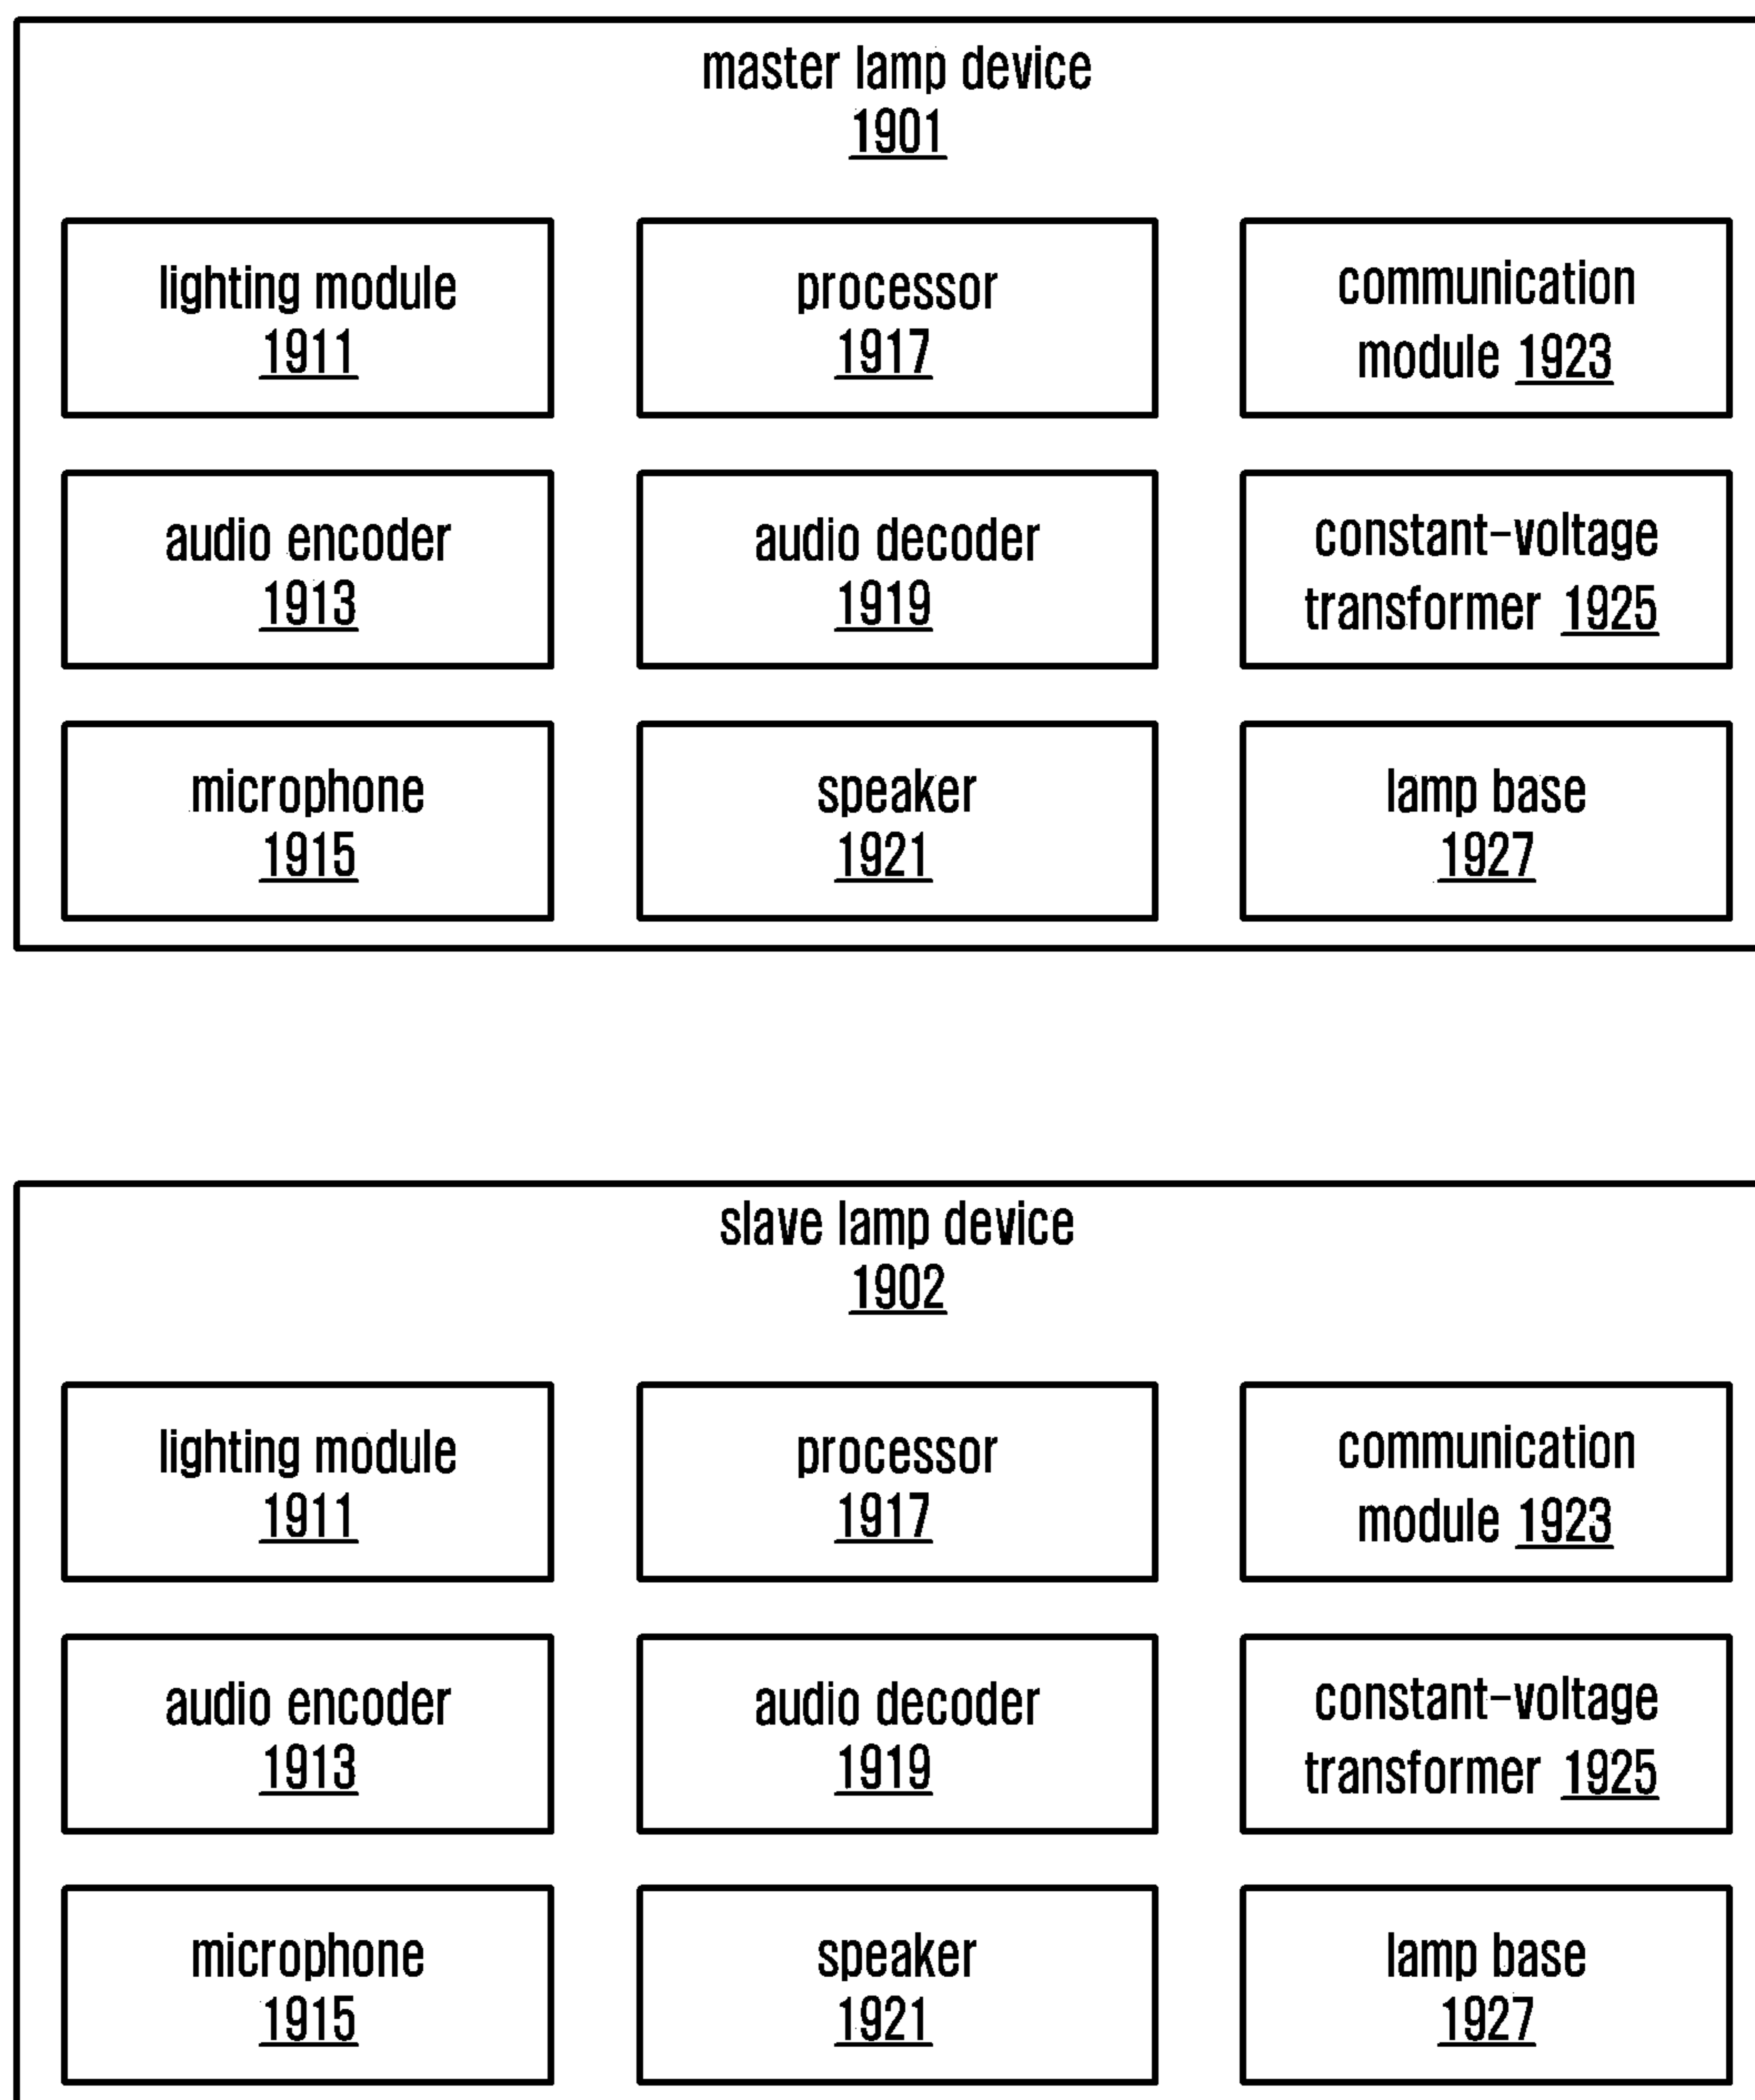 master lamp device
1901
lighting module
1911
processor
1917
communication
module 1923
audio encoder
1913
audio decoder
1919
constant-voltage
transformer 1925
microphone
1915
speaker
1921
lamp base
1927
slave lamp device
1902
lighting module
1911
processor
1917
communication
module 1923
audio encoder
1913
audio decoder
1919
constant-voltage
transformer 1925
microphone
1915
speaker
1921
lamp base
1927